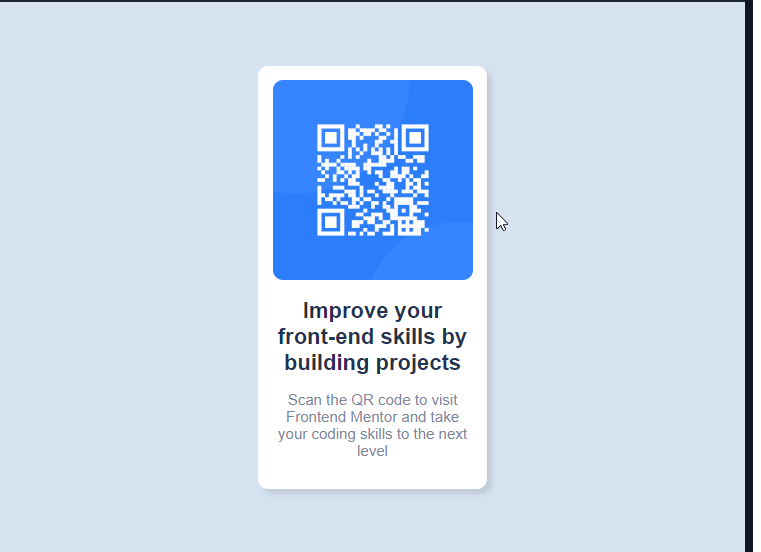 Improve your
front-end skills by
building projects
Scan the QR code to visit
Frontend Mentor and take
your coding skills to the next
level